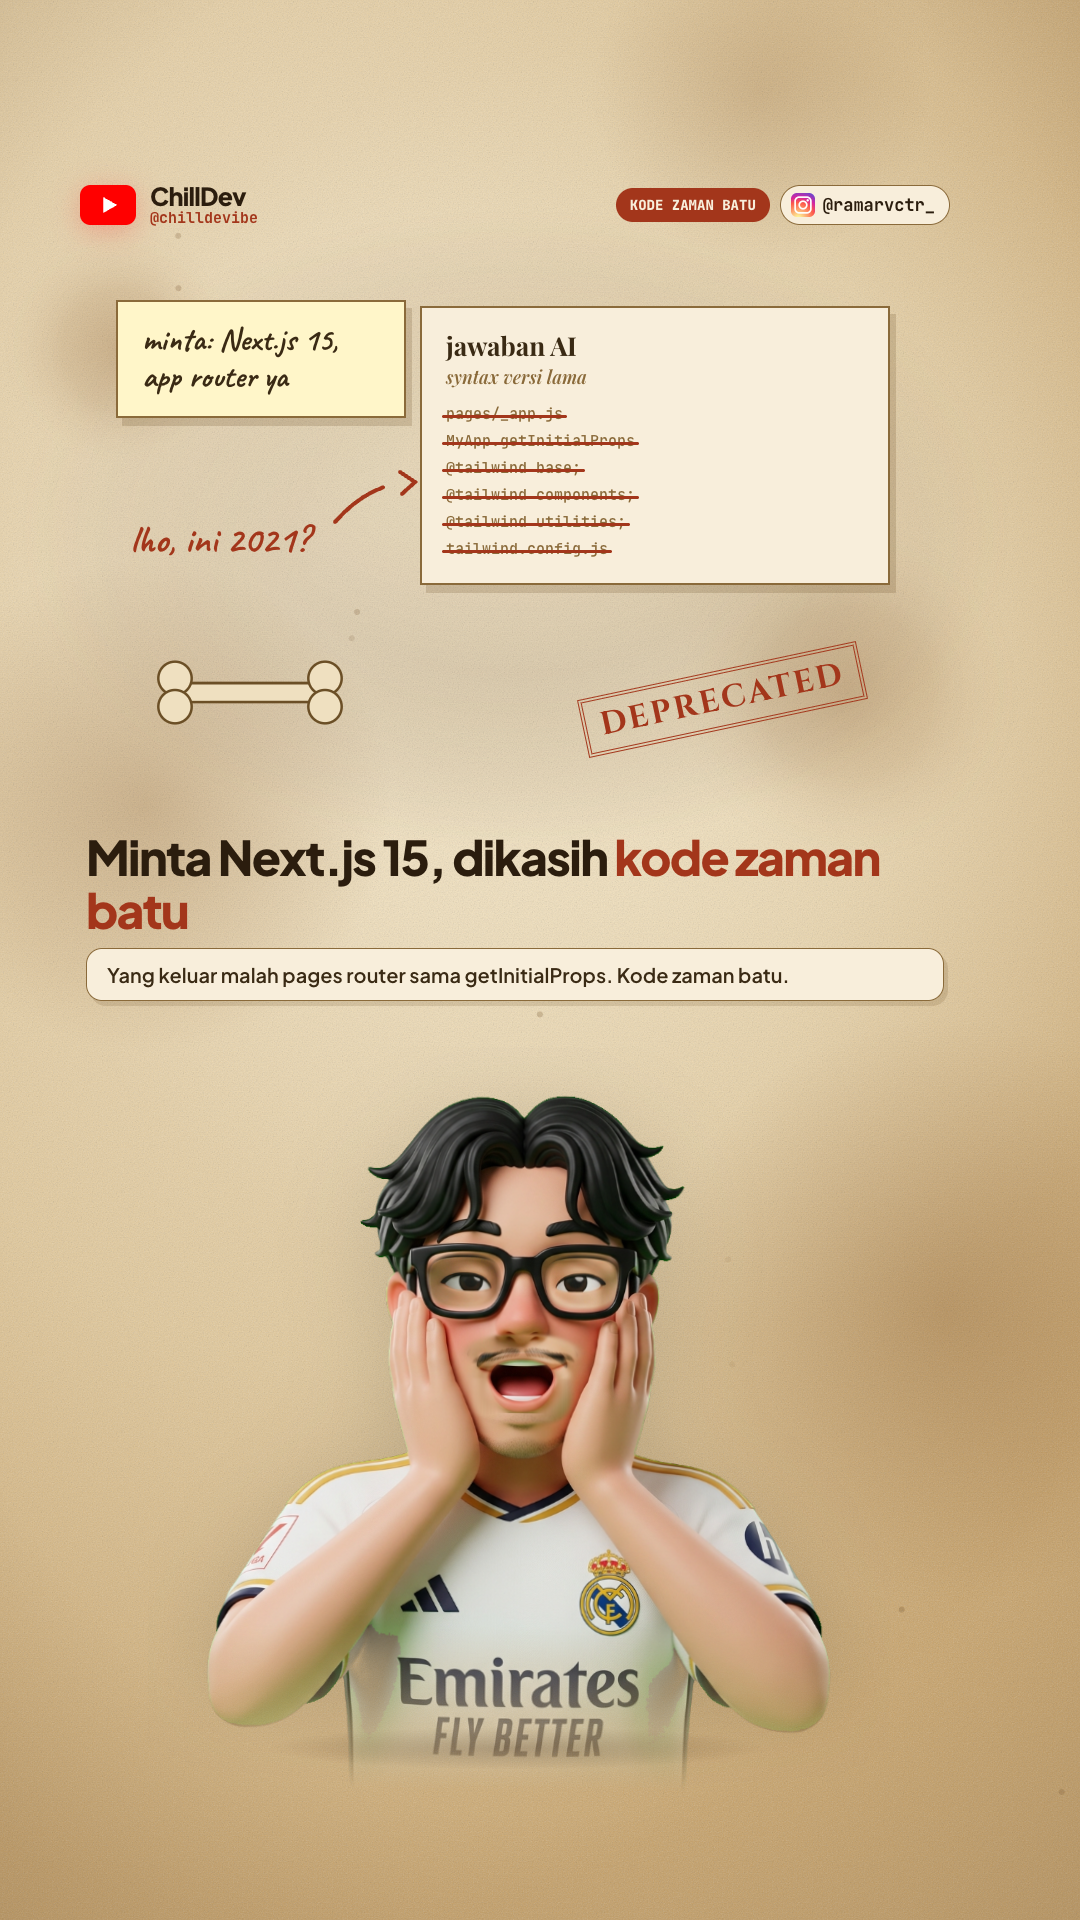 ChillDev
@chilldevibe
KODE ZAMAN BATU
@ramarvctr_
minta: Next.js 15,
app router ya
jawaban AI
syntax versi lama
pages/_app.js
MyApp.getInitialProps
@tailwind base;
@tailwind components;
@tailwind utilities;
tailwind.config.js
lho, ini 2021?
DEPRECATED
Minta Next.js 15, dikasih kode zaman
batu
Yang keluar malah pages router sama getInitialProps. Kode zaman batu.
Emirates
FLY BETTER